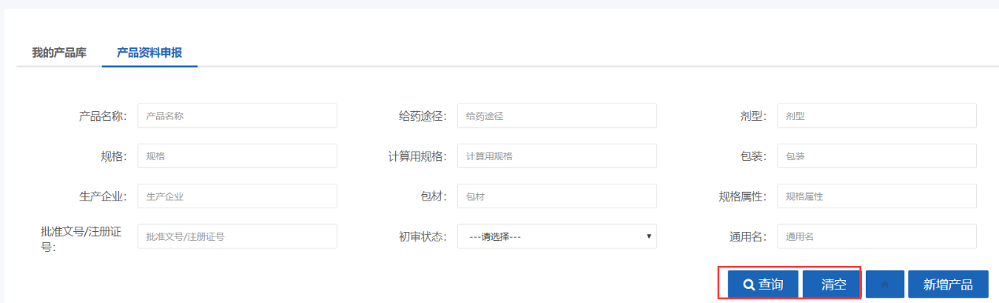 我的产品库 产品资料申报
产品名称： 产品名称 给药途径： 给药途径 剂型： 剂型
规格： 规格 计算用规格： 计算用规格 包装： 包装
生产企业： 生产企业 包材： 包材 规格属性： 规格属性
批准文号/注册证号： 批准文号/注册证号 初审状态： ---请选择--- 通用名： 通用名
查询 清空 新增产品